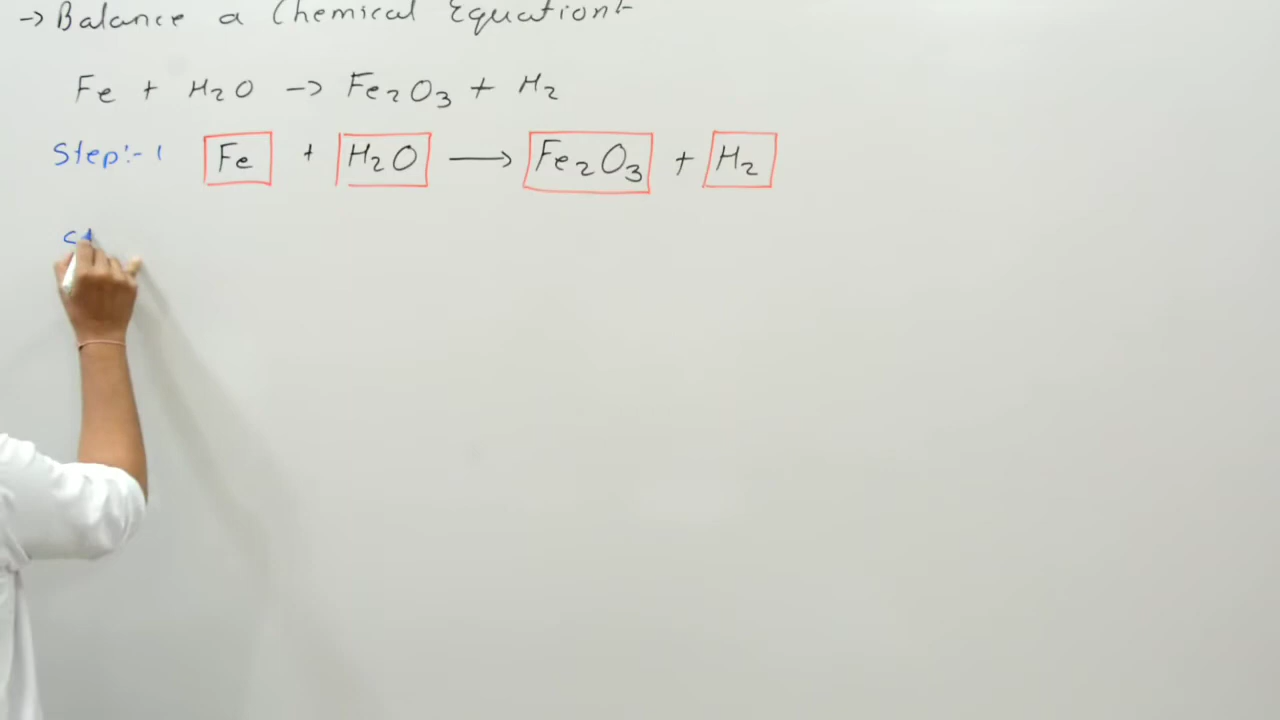 → Balance a Chemical Equation:-
Fe + H₂O → Fe₂O₃ + H₂
Step:- 1 Fe + H₂O → Fe₂O₃ + H₂
St